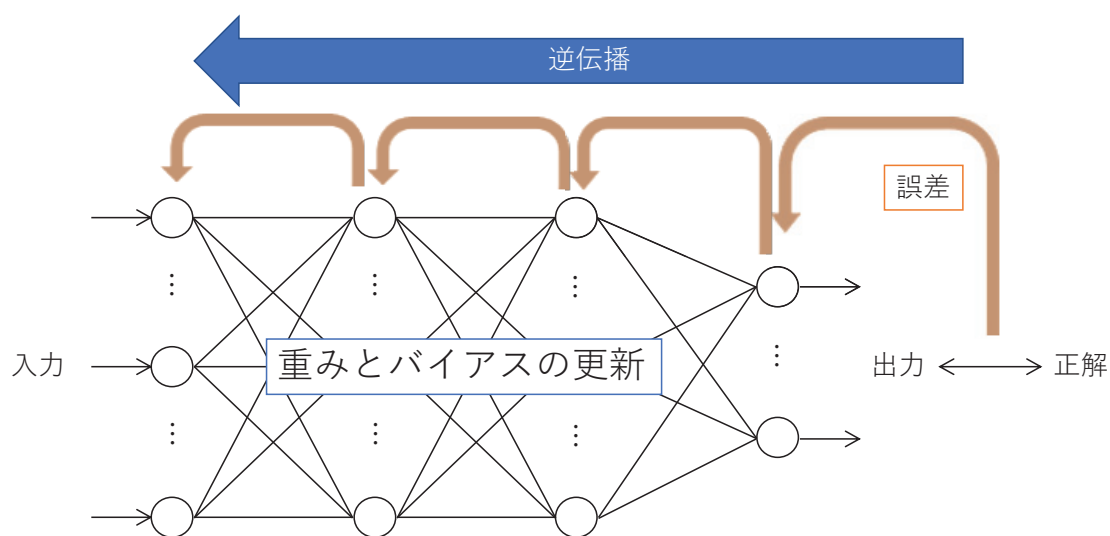 逆伝播
誤差
重みとバイアスの更新
入力
出力
正解